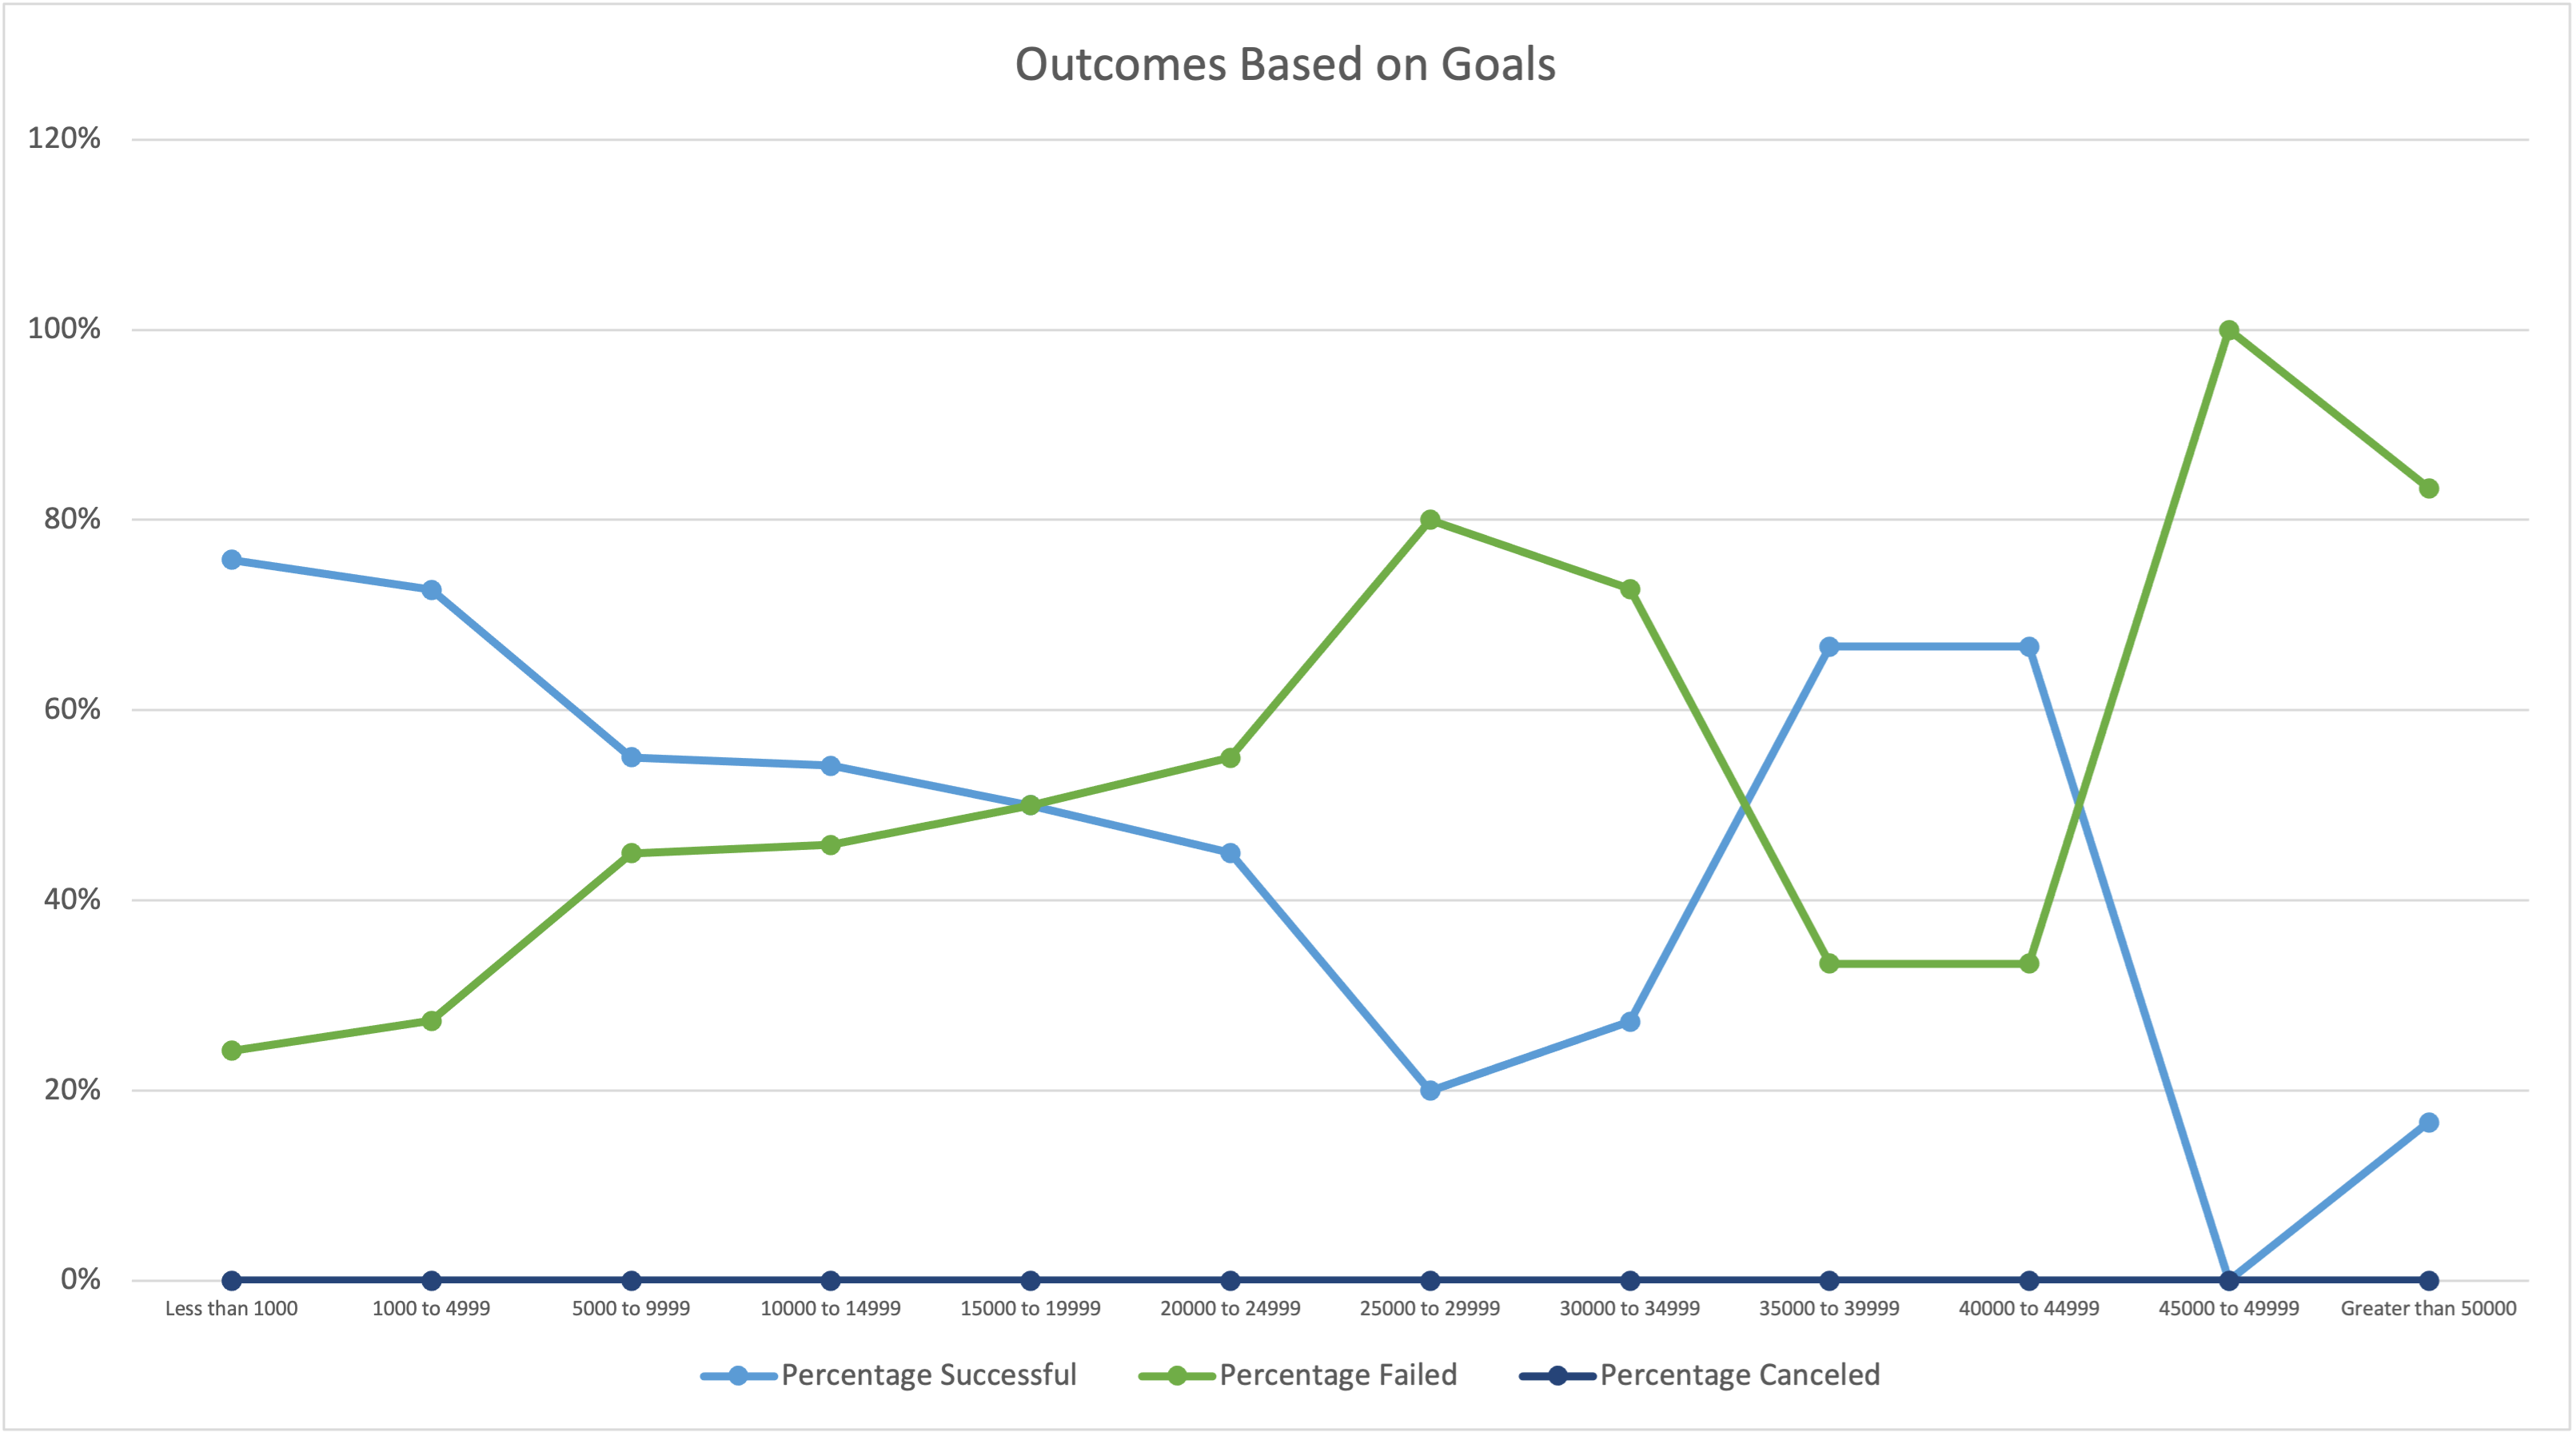 Outcomes Based on Goals
120%
100%
80%
60%
40%
20%
0%
Less than 1000 1000 to 4999 5000 to 9999 10000 to 14999 15000 to 19999 20000 to 24999 25000 to 29999 30000 to 34999 35000 to 39999 40000 to 44999 45000 to 49999 Greater than 50000
Percentage Successful Percentage Failed Percentage Canceled